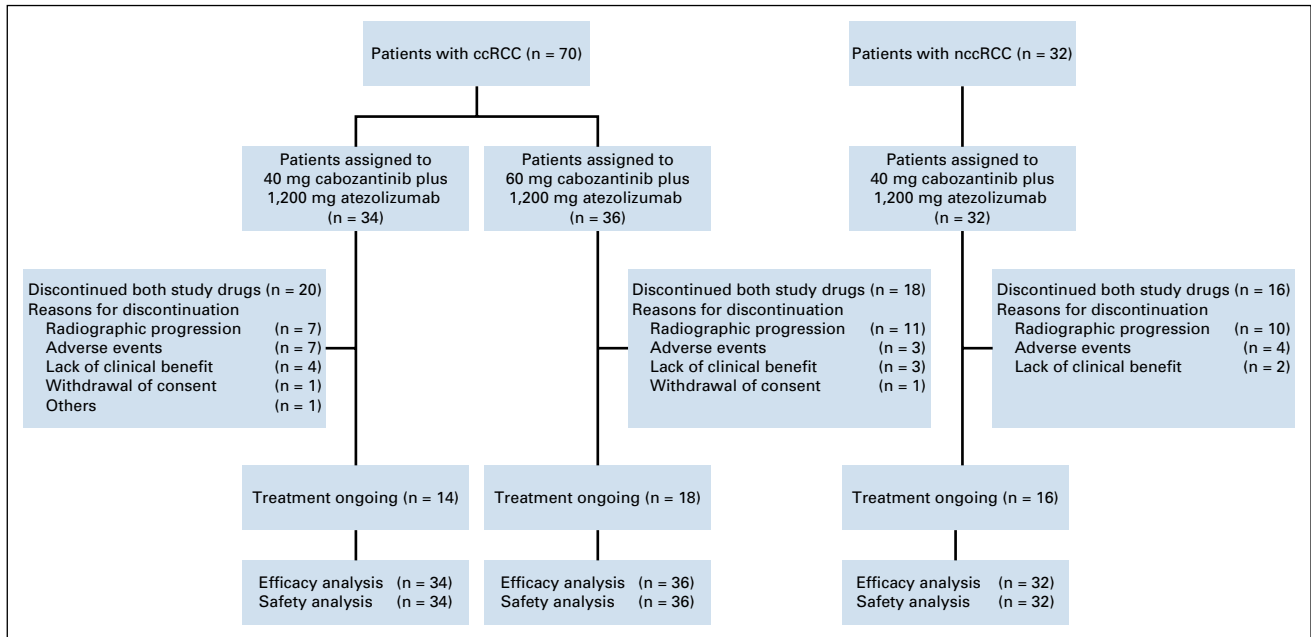 Patients with ccRCC (n = 70)
Patients with nccRCC (n = 32)
Patients assigned to
40 mg cabozantinib plus
1,200 mg atezolizumab
(n = 34)
Patients assigned to
60 mg cabozantinib plus
1,200 mg atezolizumab
(n = 36)
Patients assigned to
40 mg cabozantinib plus
1,200 mg atezolizumab
(n = 32)
Discontinued both study drugs (n = 20)
Reasons for discontinuation
Radiographic progression (n = 7)
Adverse events (n = 7)
Lack of clinical benefit (n = 4)
Withdrawal of consent (n = 1)
Others (n = 1)
Discontinued both study drugs (n = 18)
Reasons for discontinuation
Radiographic progression (n = 11)
Adverse events (n = 3)
Lack of clinical benefit (n = 3)
Withdrawal of consent (n = 1)
Discontinued both study drugs (n = 16)
Reasons for discontinuation
Radiographic progression (n = 10)
Adverse events (n = 4)
Lack of clinical benefit (n = 2)
Treatment ongoing (n = 14)
Treatment ongoing (n = 18)
Treatment ongoing (n = 16)
Efficacy analysis (n = 34)
Safety analysis (n = 34)
Efficacy analysis (n = 36)
Safety analysis (n = 36)
Efficacy analysis (n = 32)
Safety analysis (n = 32)